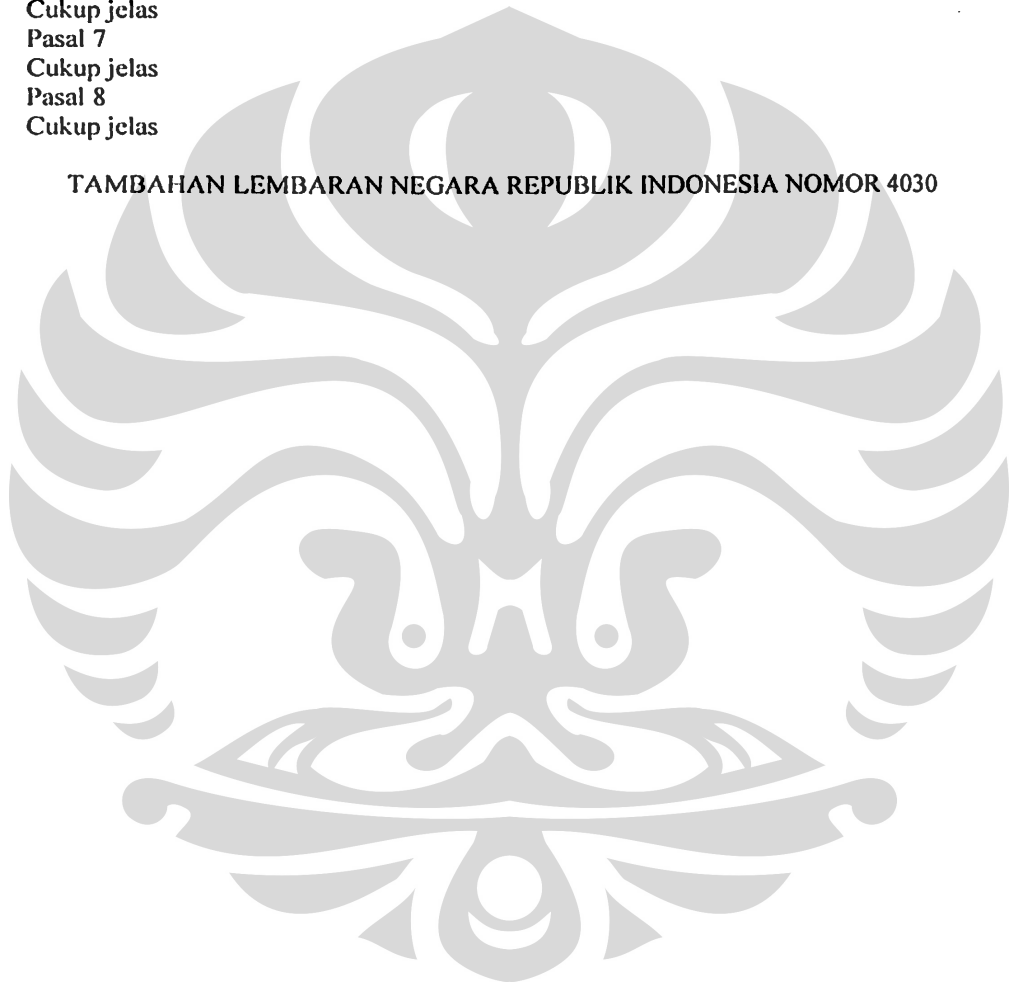 Cukup jelas
Pasal 7
Cukup jelas
Pasal 8
Cukup jelas
TAMBAHAN LEMBARAN NEGARA REPUBLIK INDONESIA NOMOR 4030